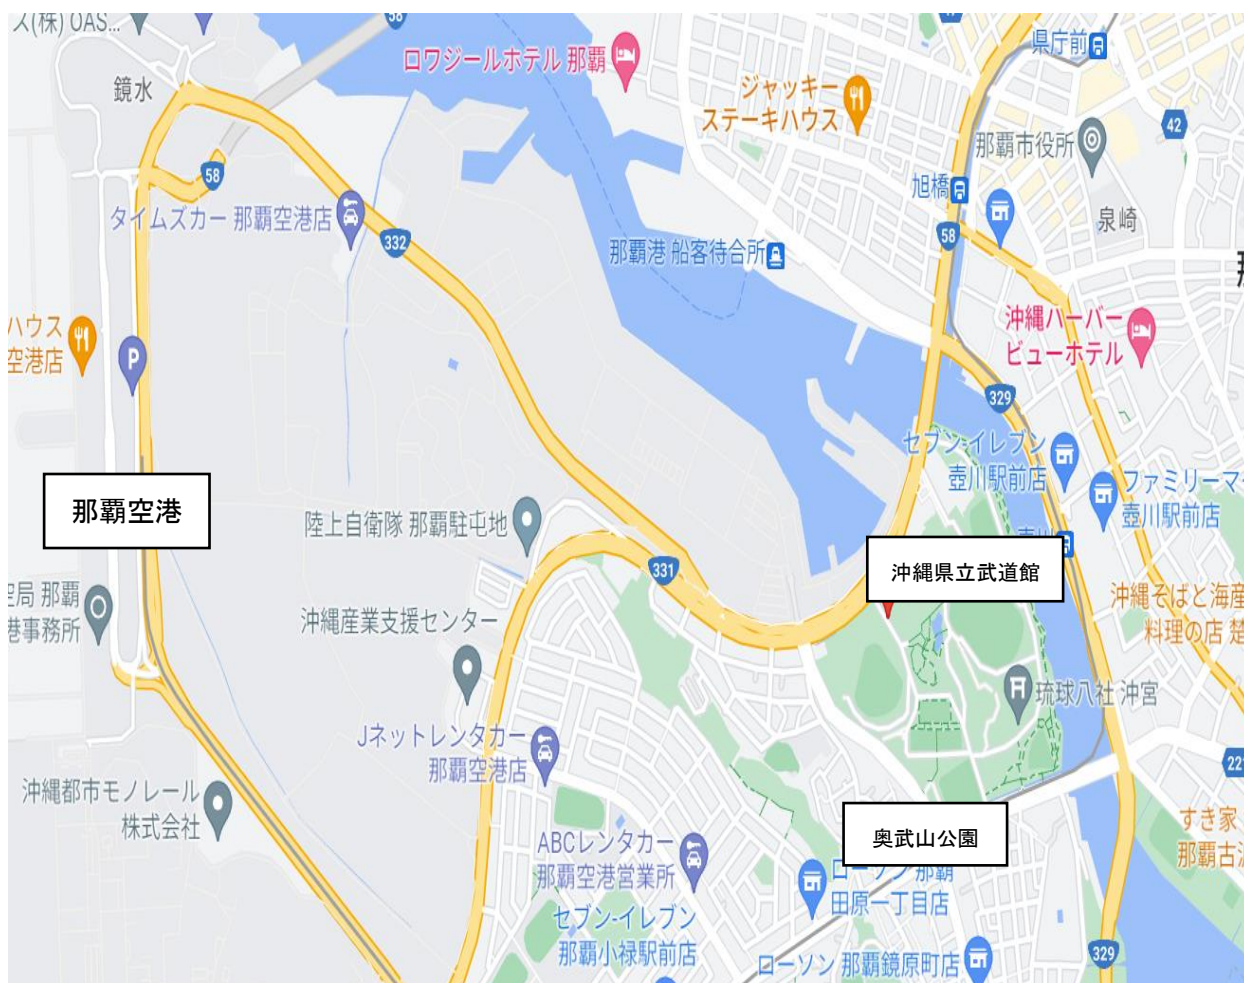 ス(株) OAS...
58
鏡水
ロワジールホテル 那覇
県庁前
ジャッキー
ステーキハウス
42
那覇市役所
58
旭橋
タイムズカー 那覇空港店
泉崎
332
58
那覇港 船客待合所
ハウス
空港店
P
沖縄ハーバー
ビューホテル
329
セブン-イレブン
壺川駅前店
ファミリーマ
壺川駅前店
那覇空港
陸上自衛隊 那覇駐屯地
331
沖縄県立武道館
局 那覇
港事務所
沖縄産業支援センター
沖縄そばと海産
料理の店 楚
琉球八社 沖宮
Jネットレンタカー
那覇空港店
沖縄都市モノレール
株式会社
すき家
那覇古波
奥武山公園
ABCレンタカー
那覇空港営業所
ローソン 那覇
田原一丁目店
セブン-イレブン
那覇小禄駅前店
ローソン 那覇鏡原町店
329